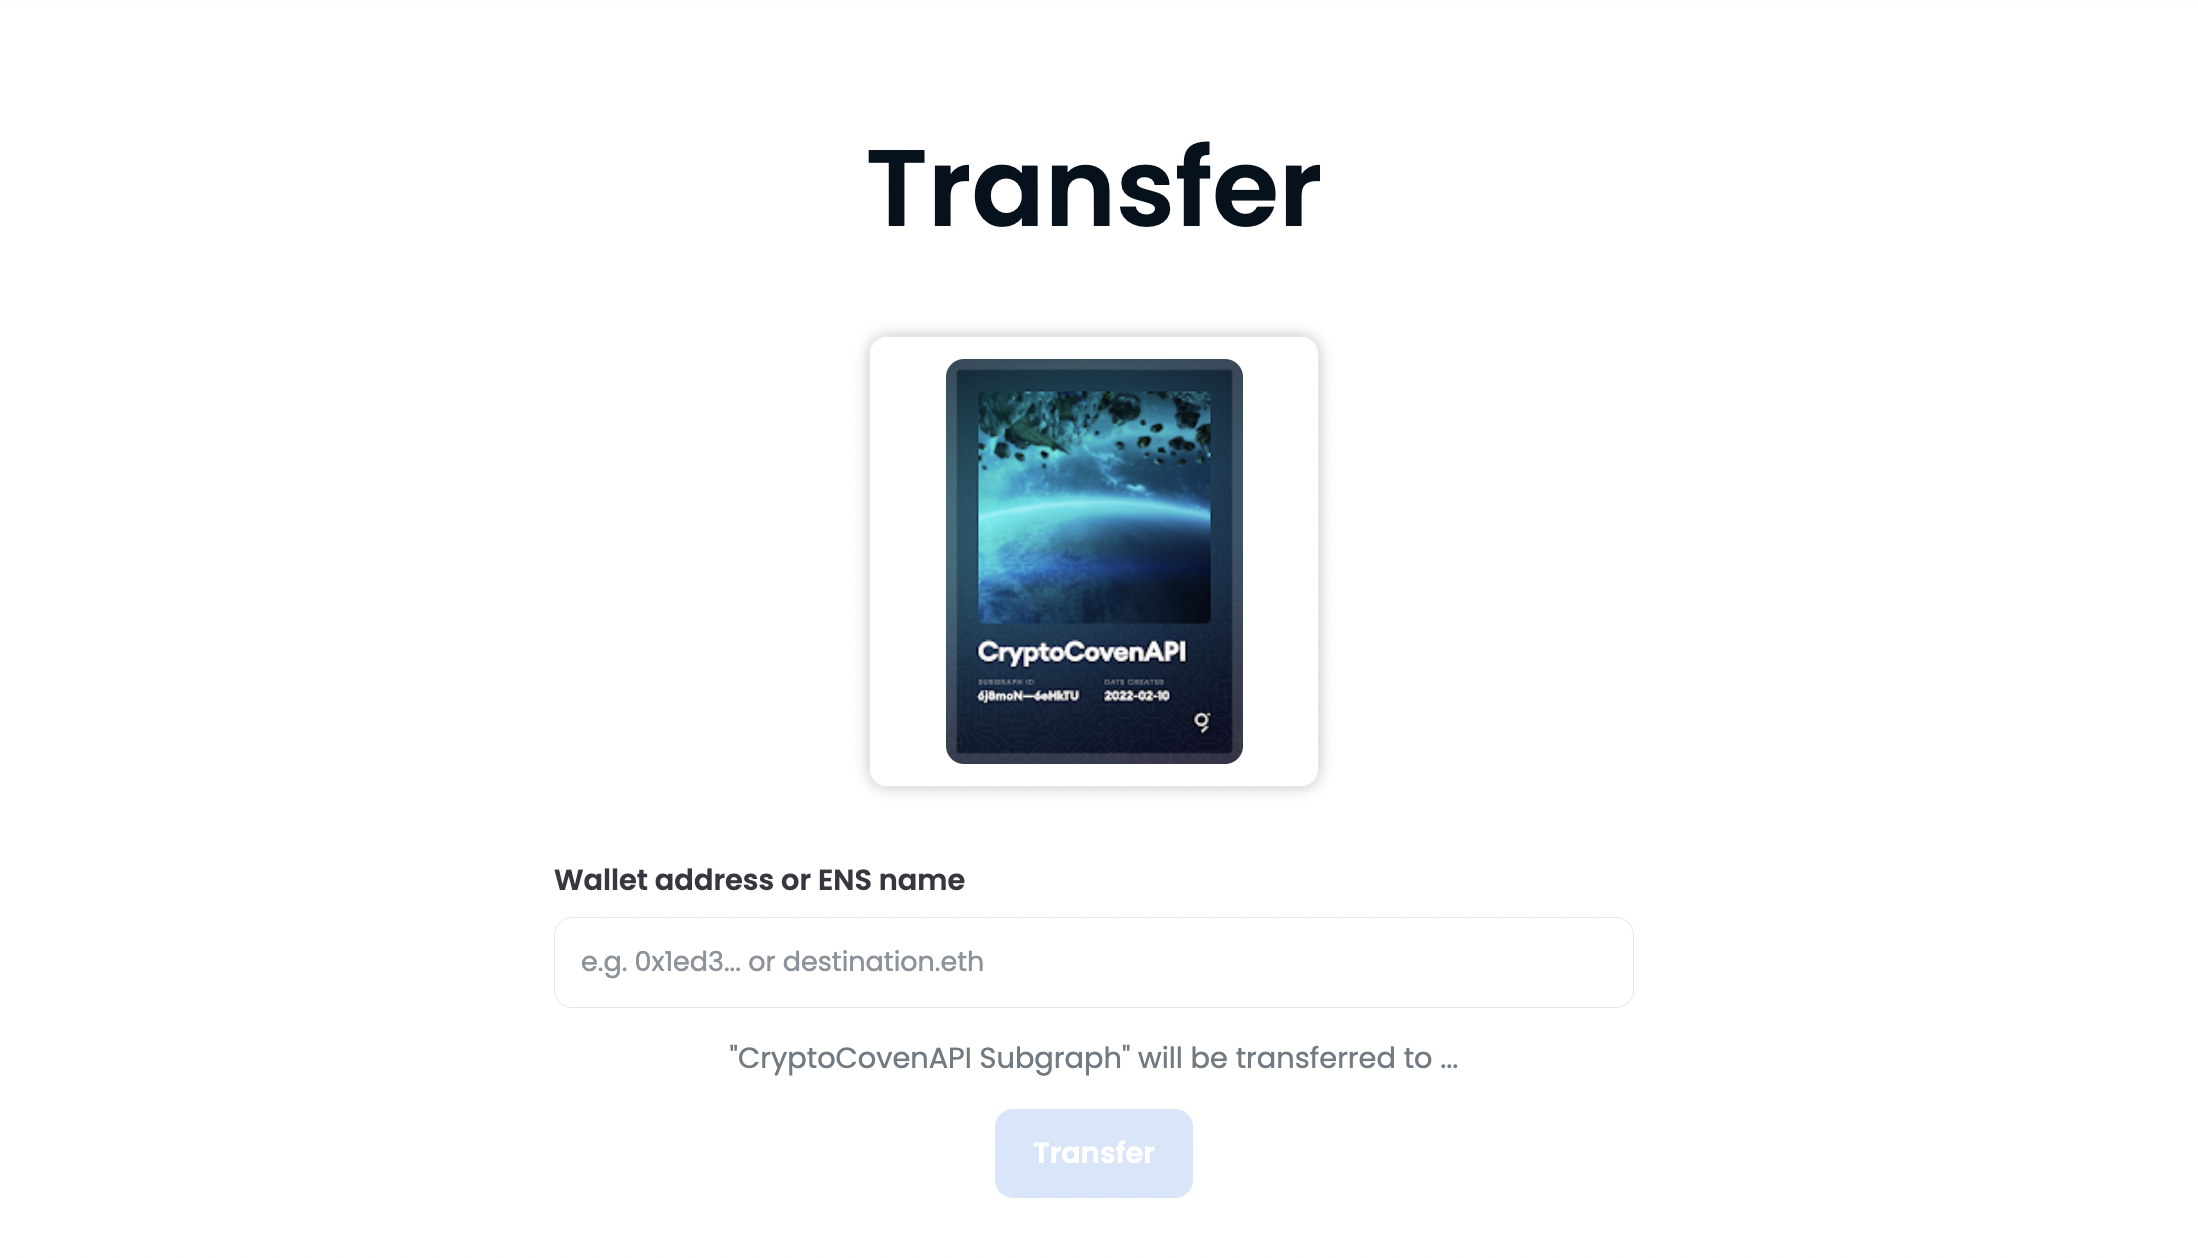 Transfer
CryptoCovenAPI
SUBGRAPH ID
DATE CREATED
6j8moN—6eHkTU
2022-02-10
Wallet address or ENS name
e.g. 0x1ed3... or destination.eth
"CryptoCovenAPI Subgraph" will be transferred to ...
Transfer